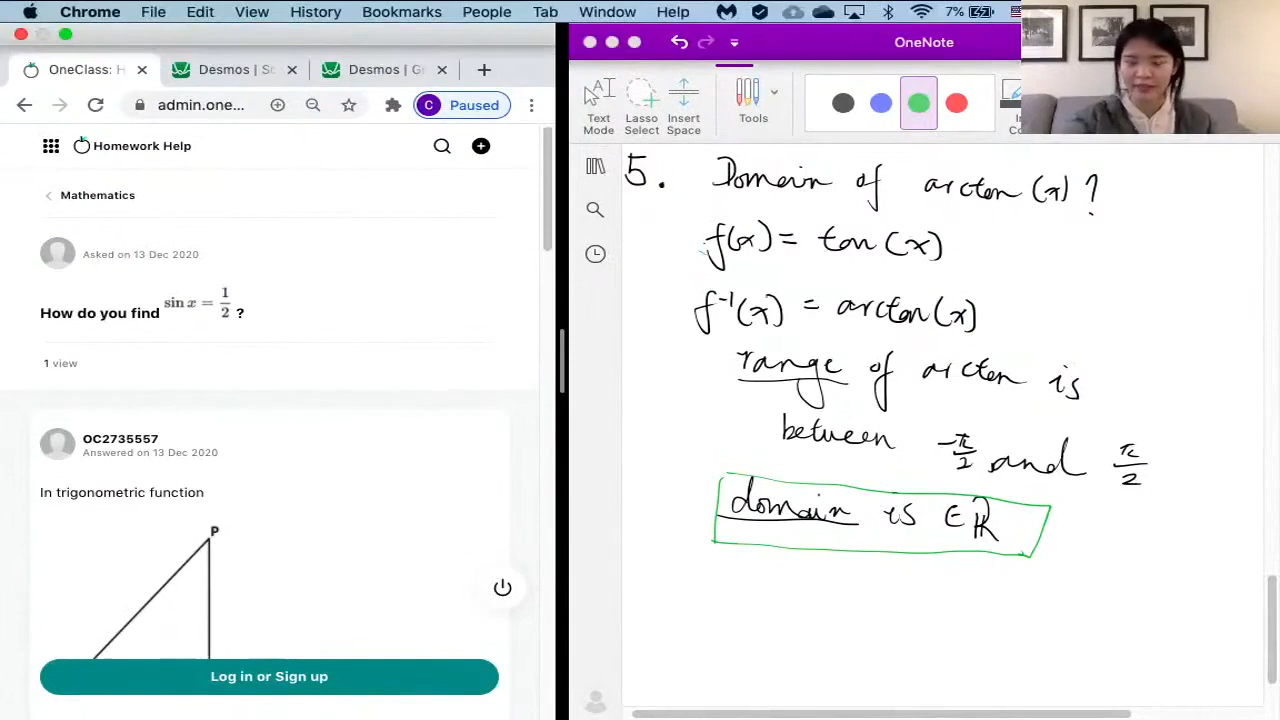 Chrome File Edit View History Bookmarks People Tab Window Help 7%
OneClass: H
Desmos | Sc
Desmos | G
admin.one...
C Paused
Homework Help
Mathematics
Asked on 13 Dec 2020
How do you find sin x = 1/2 ?
1 view
OC2735557
Answered on 13 Dec 2020
In trigonometric function
P
Log in or Sign up
OneNote
Text Mode
Lasso Select
Insert Space
Tools
5. Domain of arctan(x)?
f(x) = tan(x)
f⁻¹(x) = arctan(x)
range of arctan is
between -π/2 and π/2
domain is ∈ ℝ